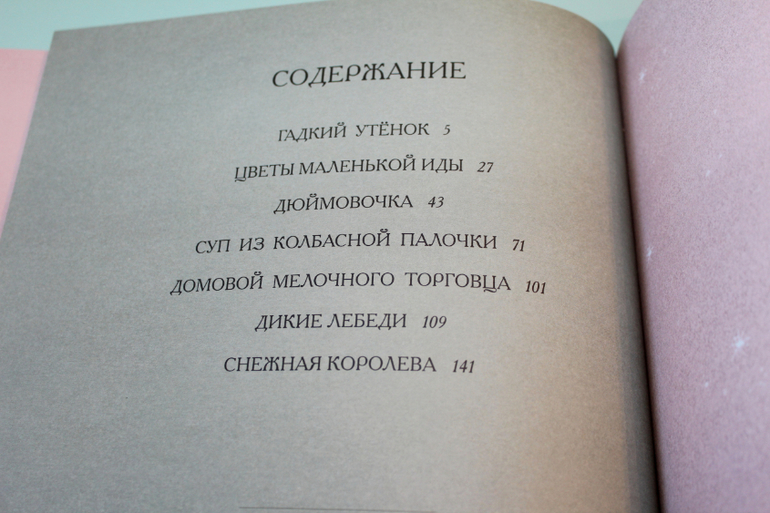 СОДЕРЖАНИЕ
ГАДКИЙ УТЁНОК 5
ЦВЕТЫ МАЛЕНЬКОЙ ИДЫ 27
ДЮЙМОВОЧКА 43
СУП ИЗ КОЛБАСНОЙ ПАЛОЧКИ 71
ДОМОВОЙ МЕЛОЧНОГО ТОРГОВЦА 101
ДИКИЕ ЛЕБЕДИ 109
СНЕЖНАЯ КОРОЛЕВА 141